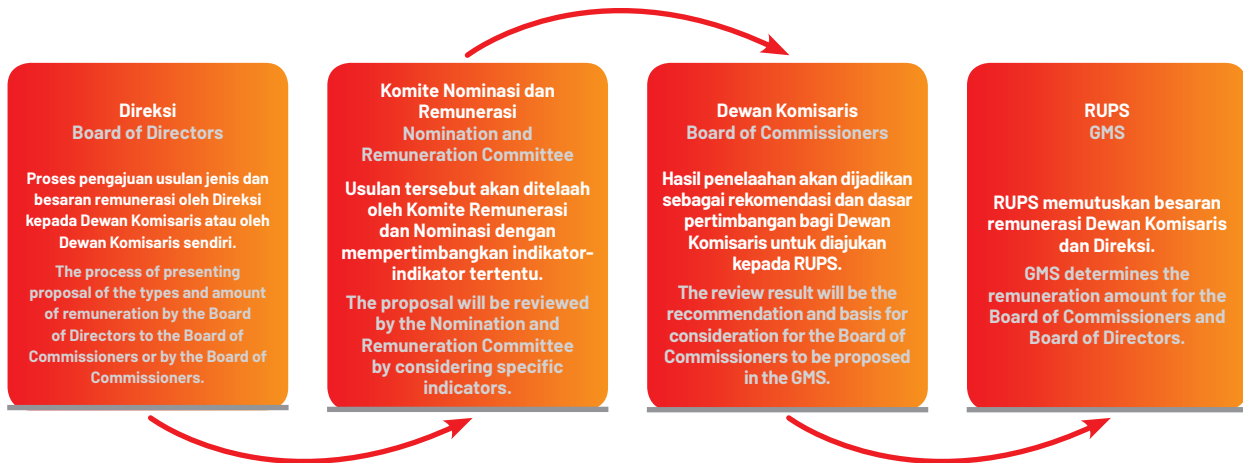 Direksi
Board of Directors
Proses pengajuan usulan jenis dan
besaran remunerasi oleh Direksi
kepada Dewan Komisaris atau oleh
Dewan Komisaris sendiri.
The process of presenting
proposal of the types and amount
of remuneration by the Board
of Directors to the Board of
Commissioners or by the Board of
Commissioners.
Komite Nominasi dan
Remunerasi
Nomination and
Remuneration Committee
Usulan tersebut akan ditelaah
oleh Komite Remunerasi
dan Nominasi dengan
mempertimbangkan indikator-
indikator tertentu.
The proposal will be reviewed
by the Nomination and
Remuneration Committee
by considering specific
indicators.
Dewan Komisaris
Board of Commissioners
Hasil penelaahan akan dijadikan
sebagai rekomendasi dan dasar
pertimbangan bagi Dewan
Komisaris untuk diajukan
kepada RUPS.
The review result will be the
recommendation and basis for
consideration for the Board of
Commissioners to be proposed
in the GMS.
RUPS
GMS
RUPS memutuskan besaran
remunerasi Dewan Komisaris
dan Direksi.
GMS determines the
remuneration amount for the
Board of Commissioners and
Board of Directors.